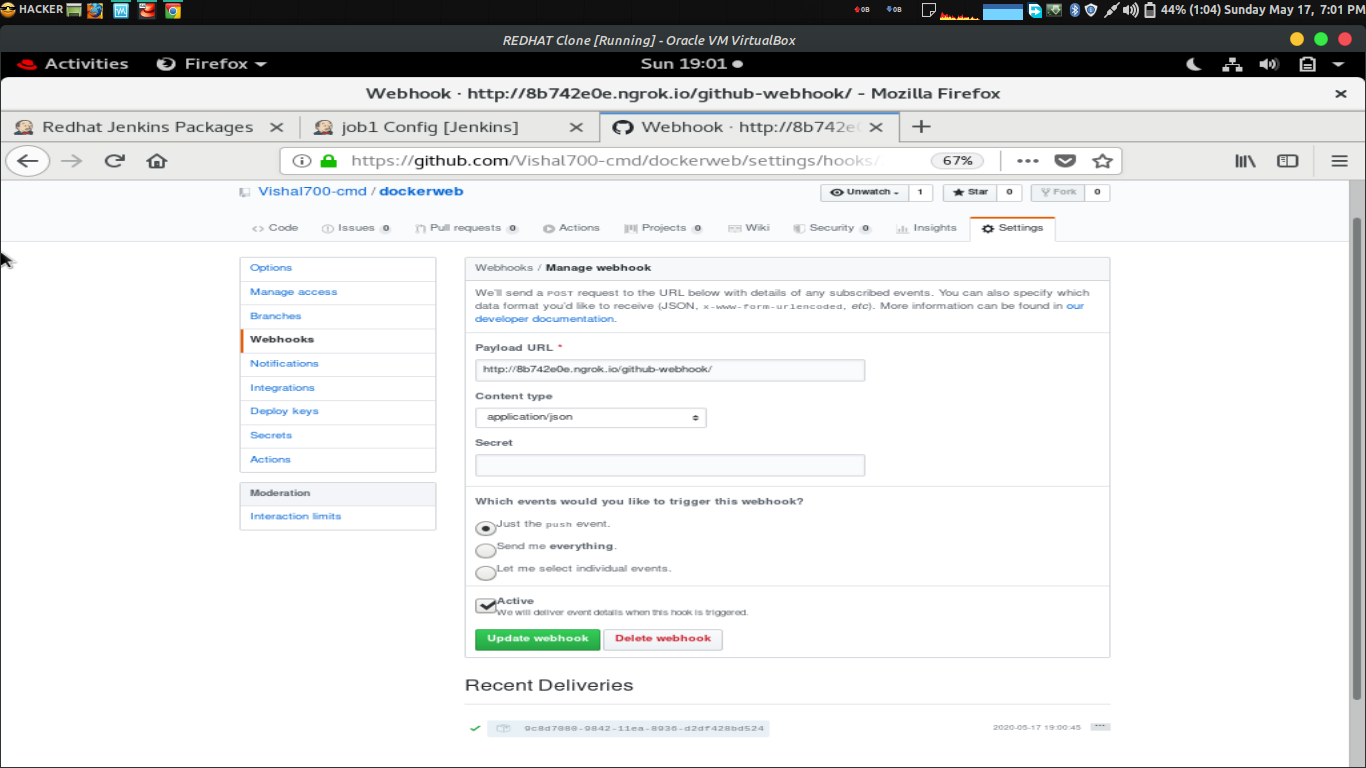 HACKER 0B 0B 44% (1:04) Sunday May 17, 7:01 PM
REDHAT Clone [Running] - Oracle VM VirtualBox
Activities Firefox Sun 19:01
Webhook · http://8b742e0e.ngrok.io/github-webhook/ - Mozilla Firefox
Redhat Jenkins Packages job1 Config [Jenkins] Webhook · http://8b742e0
https://github.com/Vishal700-cmd/dockerweb/settings/hooks/ 67%
Vishal700-cmd / dockerweb Unwatch 1 Star 0 Fork 0
Code Issues 0 Pull requests 0 Actions Projects 0 Wiki Security 0 Insights Settings
Options
Manage access
Branches
Webhooks
Notifications
Integrations
Deploy keys
Secrets
Actions
Moderation
Interaction limits
Webhooks / Manage webhook
We'll send a POST request to the URL below with details of any subscribed events. You can also specify which
data format you'd like to receive (JSON, x-www-form-urlencoded, etc). More information can be found in our
developer documentation.
Payload URL *
http://8b742e0e.ngrok.io/github-webhook/
Content type
application/json
Secret
Which events would you like to trigger this webhook?
Just the push event.
Send me everything.
Let me select individual events.
Active
We will deliver event details when this hook is triggered.
Update webhook Delete webhook
Recent Deliveries
2020-05-17 19:00:45